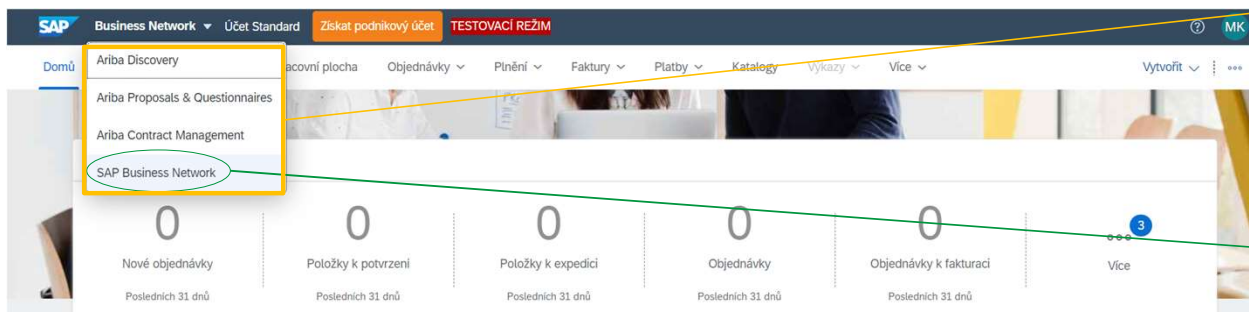 SAP Business Network Účet Standard Získat podnikový účet TESTOVACÍ REŽIM MK
Domů acovní plocha Objednávky Plnění Faktury Platby Katalogy Výkazy Více Vytvořit
Ariba Discovery
Ariba Proposals & Questionnaires
Ariba Contract Management
SAP Business Network
0 0 0 0 0 3
Nové objednávky Položky k potvrzení Položky k expedici Objednávky Objednávky k fakturaci Více
Posledních 31 dnů Posledních 31 dnů Posledních 31 dnů Posledních 31 dnů Posledních 31 dnů